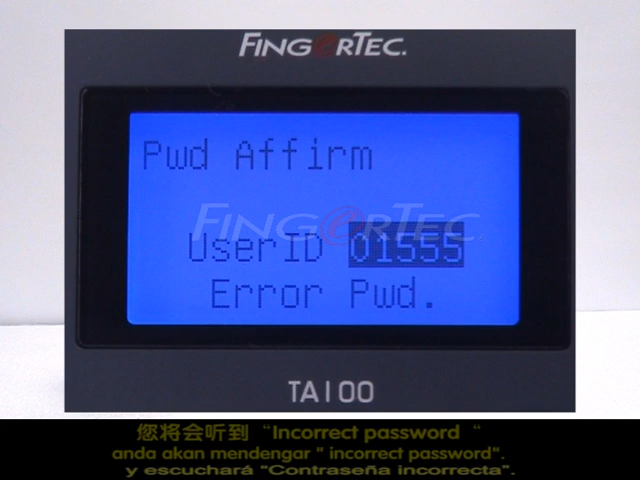 FINGERTEC.
Pwd Affirm
FINGERTEC.
UserID 01555
Error Pwd.
TA100
您将会听到“Incorrect password“
anda akan mendengar " incorrect password".
y escuchará “Contraseña incorrecta”.